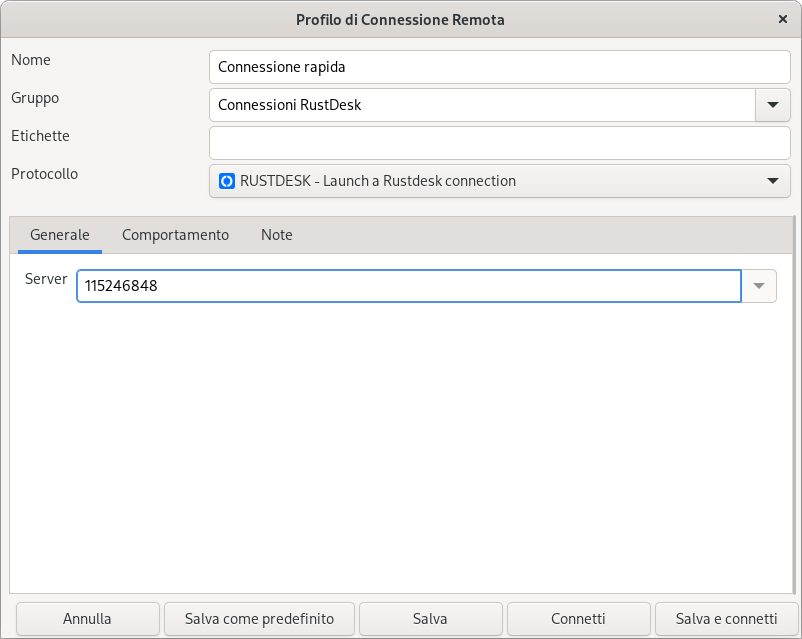 Profilo di Connessione Remota
Nome
Connessione rapida
Gruppo
Connessioni RustDesk
Etichette
Protocollo
RUSTDESK - Launch a Rustdesk connection
Generale Comportamento Note
Server
115246848
Annulla Salva come predefinito Salva Connetti Salva e connetti